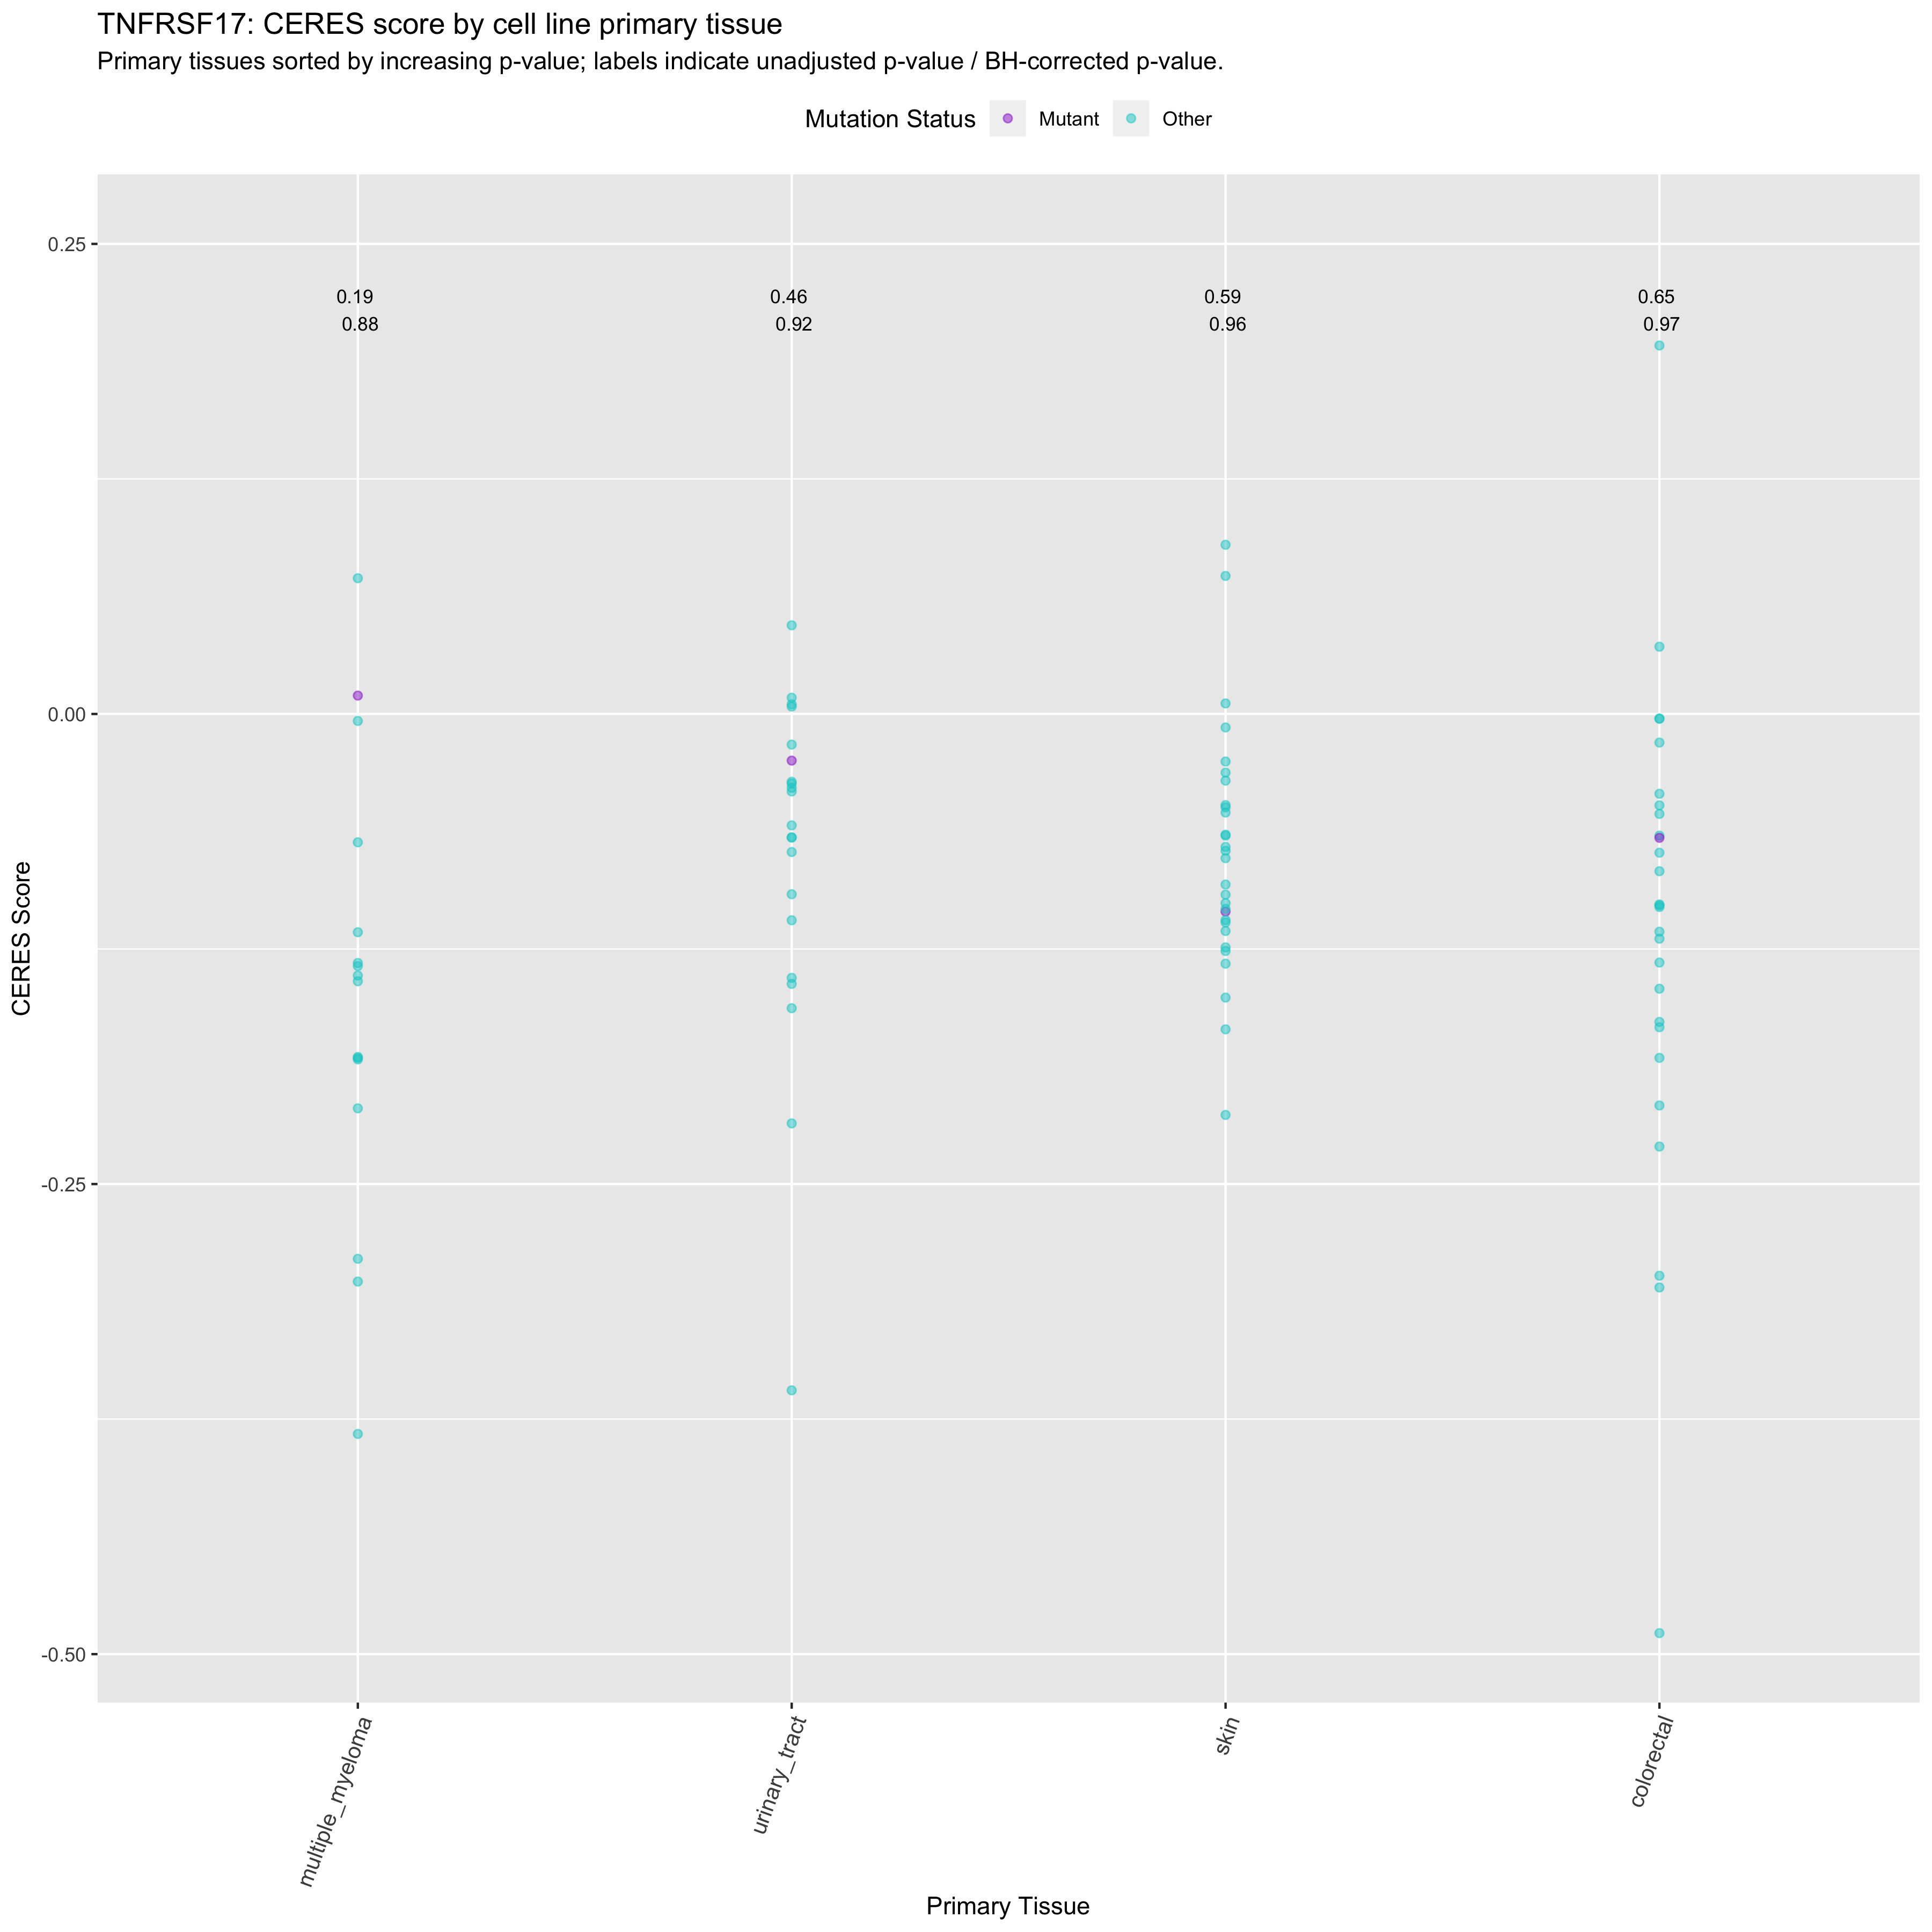 TNFRSF17: CERES score by cell line primary tissue
Primary tissues sorted by increasing p-value; labels indicate unadjusted p-value / BH-corrected p-value.
Mutation Status Mutant Other
0.25
0.19 0.46 0.59 0.65
0.88 0.92 0.96 0.97
0.00
CERES Score
-0.25
-0.50
multiple_myeloma urinary_tract skin colorectal
Primary Tissue